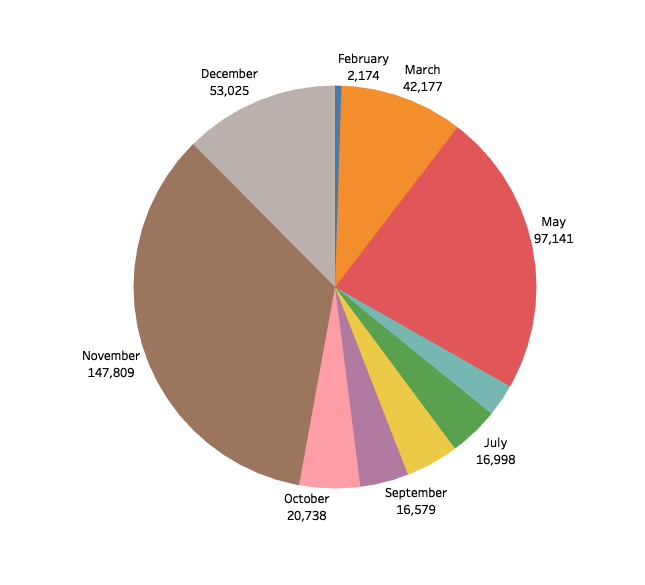 February
2,174
March
42,177
May
97,141
July
16,998
September
16,579
October
20,738
November
147,809
December
53,025